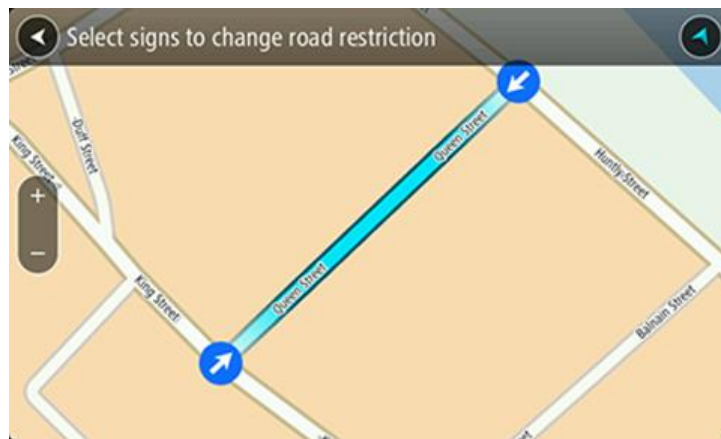 Select signs to change road restriction
Street
Duff Street
King Street
Queen Street
Huntly Street
Queen Street
King Street
Balnain Street
+
−